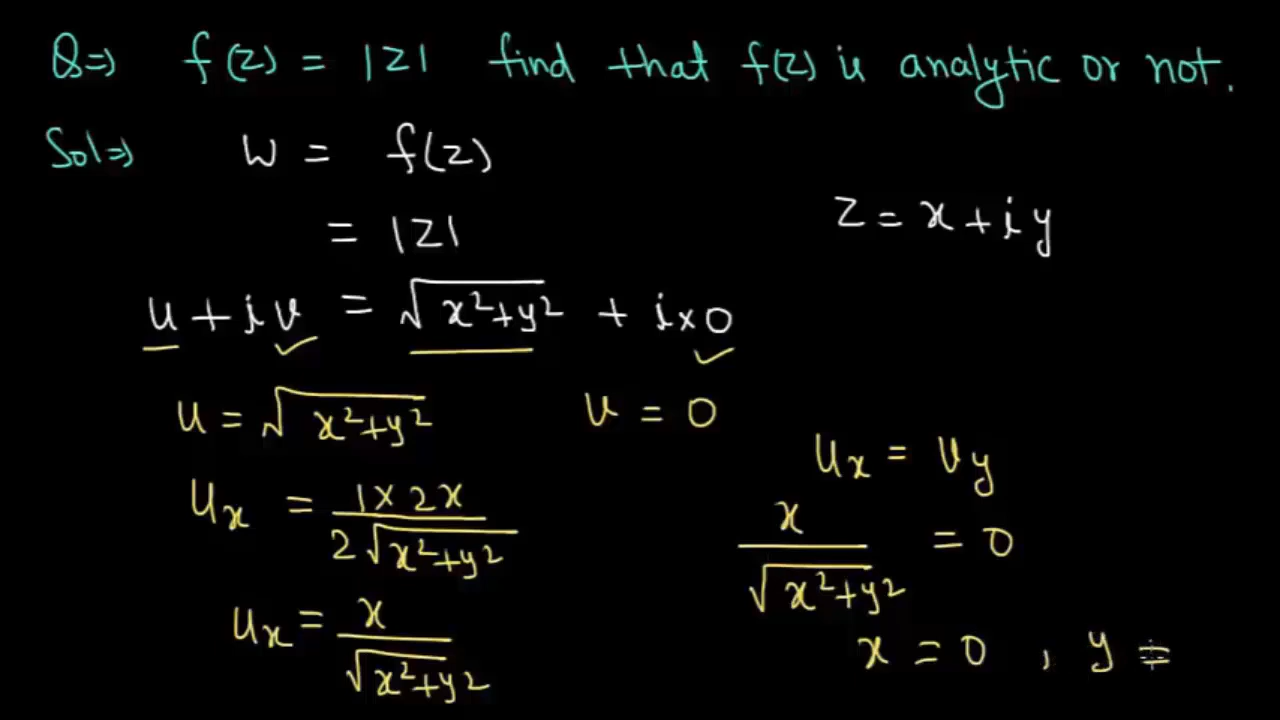 Q⇒ f(z) = |z| find that f(z) is analytic or not.
Sol⇒ W = f(z)
= |z|
z = x + iy
u + iv = √x²+y² + i×0
u = √x²+y²
v = 0
ux = vy
ux = 1×2x / 2√x²+y²
x / √x²+y² = 0
ux = x / √x²+y²
x = 0 , y =